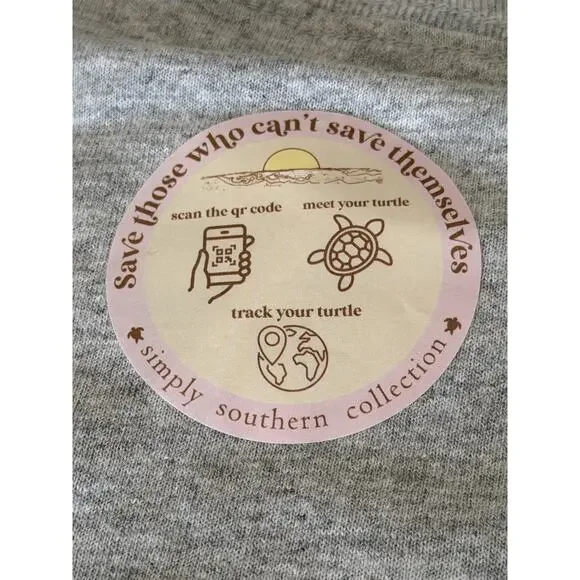 Save those who can't save themselves
scan the qr code
meet your turtle
track your turtle
simply southern collection